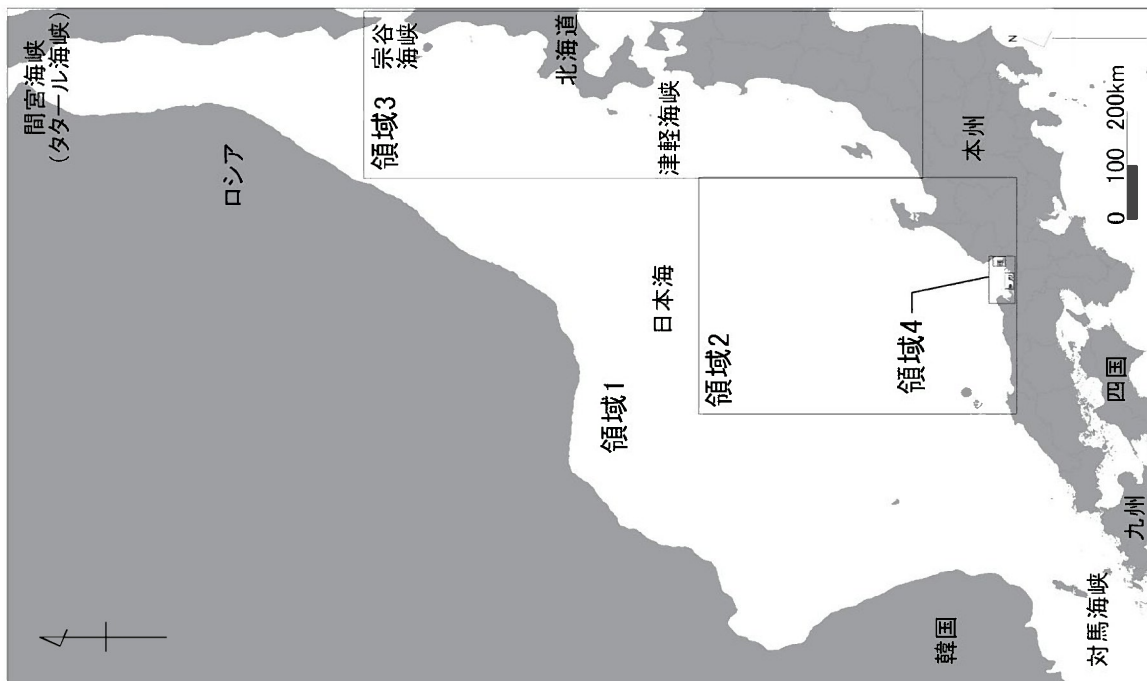 間宮海峡
(タタール海峡)
ロシア
宗谷
海峡
領域3
北海道
津軽海峡
日本海
領域1
領域2
領域4
本州
N
0 100 200km
韓国
四国
九州
対馬海峡